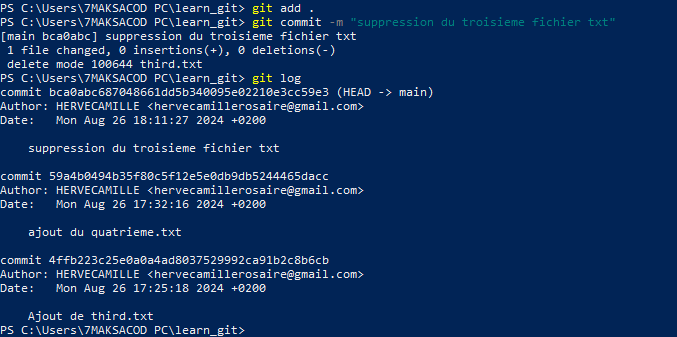 PS C:\Users\7MAKSACOD PC\learn_git> git add .
PS C:\Users\7MAKSACOD PC\learn_git> git commit -m "suppression du troisieme fichier txt"
[main bca0abc] suppression du troisieme fichier txt
1 file changed, 0 insertions(+), 0 deletions(-)
delete mode 100644 third.txt
PS C:\Users\7MAKSACOD PC\learn_git> git log
commit bca0abc687048661dd5b340095e02210e3cc59e3 (HEAD -> main)
Author: HERVECAMILLE <hervecamillerosaire@gmail.com>
Date:   Mon Aug 26 18:11:27 2024 +0200
suppression du troisieme fichier txt
commit 59a4b0494b35f80c5f12e5e0db9db5244465dacc
Author: HERVECAMILLE <hervecamillerosaire@gmail.com>
Date:   Mon Aug 26 17:32:16 2024 +0200
ajout du quatrieme.txt
commit 4ffb223c25e0a0a4ad8037529992ca91b2c8b6cb
Author: HERVECAMILLE <hervecamillerosaire@gmail.com>
Date:   Mon Aug 26 17:25:18 2024 +0200
Ajout de third.txt
PS C:\Users\7MAKSACOD PC\learn_git>